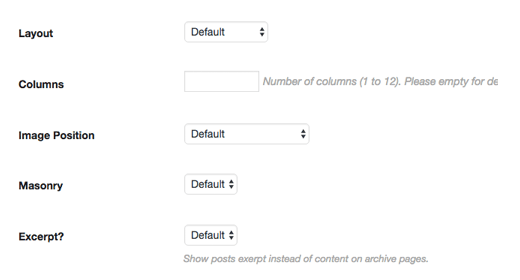 Layout Default
Columns Number of columns (1 to 12). Please empty for de
Image Position Default
Masonry Default
Excerpt? Default
Show posts exerpt instead of content on archive pages.